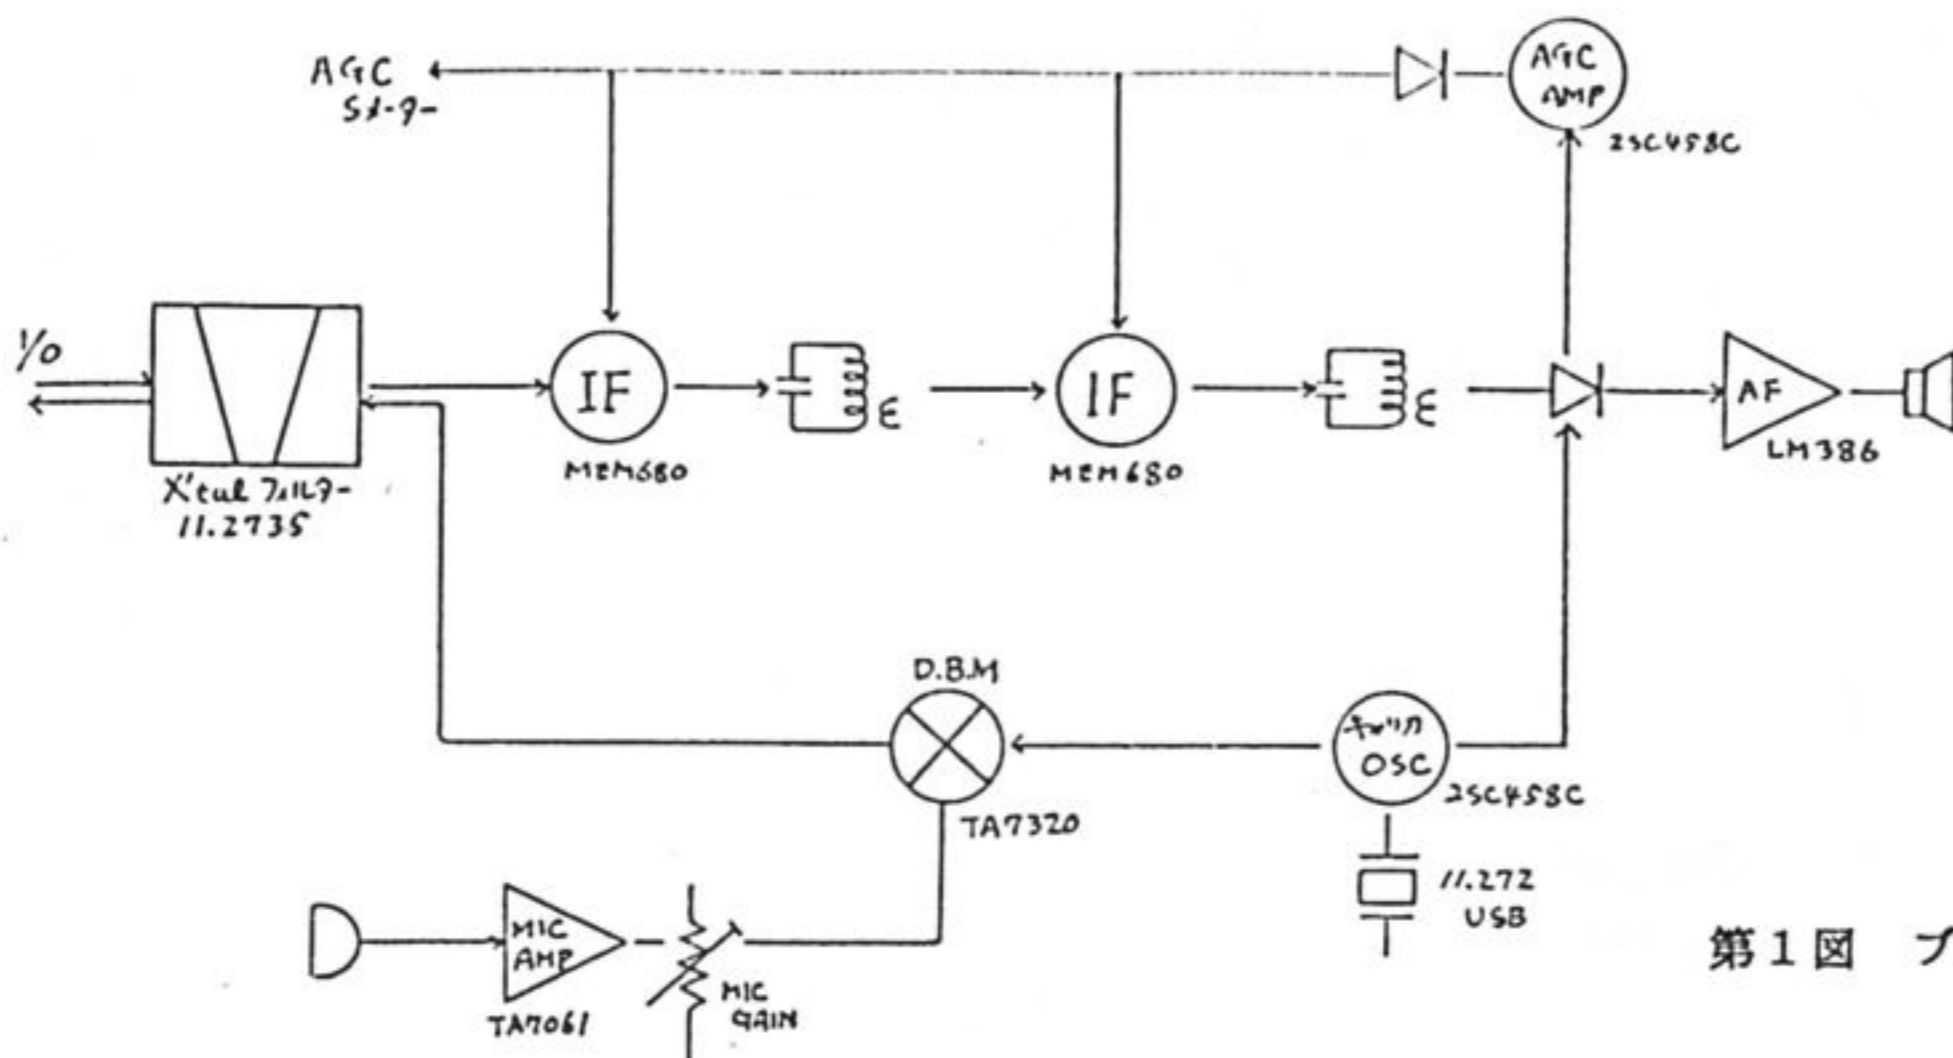 AGC
Sメーター
AGC
AMP
2SC458C
I/O
X'tal フィルター
11.2735
IF
MEM680
IF
MEM680
AF
LM386
D.B.M
TA7320
キャリア
OSC
2SC458C
11.272
USB
MIC
AMP
TA7061
MIC
GAIN
第1図 ブ